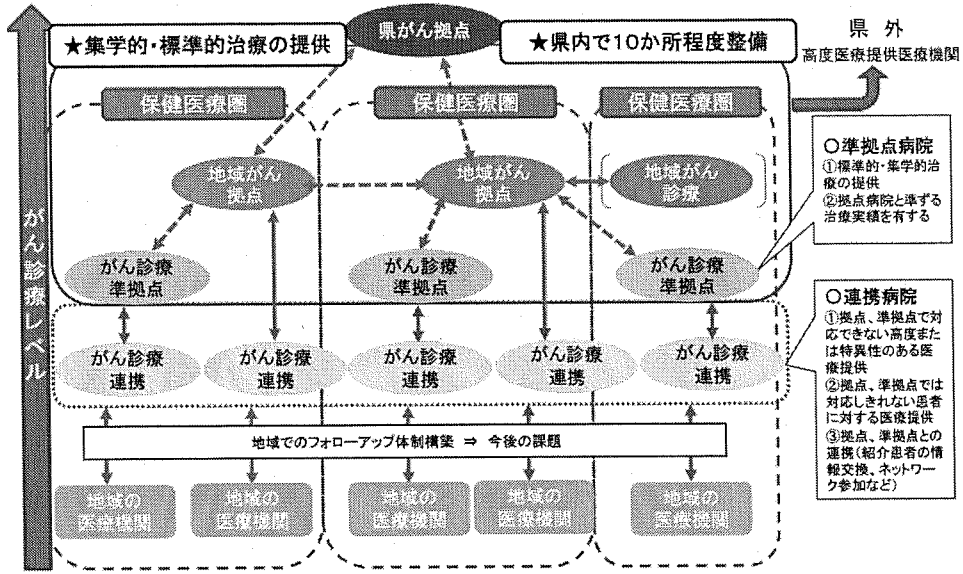 県がん拠点
★集学的・標準的治療の提供
★県内で10か所程度整備
県 外
高度医療提供医療機関
がん診療レベル
保健医療圏
保健医療圏
保健医療圏
地域がん
拠点
地域がん
拠点
地域がん
診療
○準拠点病院
①標準的・集学的治
療の提供
②拠点病院と準ずる
治療実績を有する
がん診療
準拠点
がん診療
準拠点
がん診療
準拠点
○連携病院
①拠点、準拠点で対
応できない高度また
は特異性のある医
療提供
②拠点、準拠点では
対応しきれない患者
に対する医療提供
③拠点、準拠点との
連携(紹介患者の情
報交換、ネットワー
ク参加など)
がん診療
連携
がん診療
連携
がん診療
連携
がん診療
連携
がん診療
連携
地域でのフォローアップ体制構築 ⇒ 今後の課題
地域の
医療機関
地域の
医療機関
地域の
医療機関
地域の
医療機関
地域の
医療機関